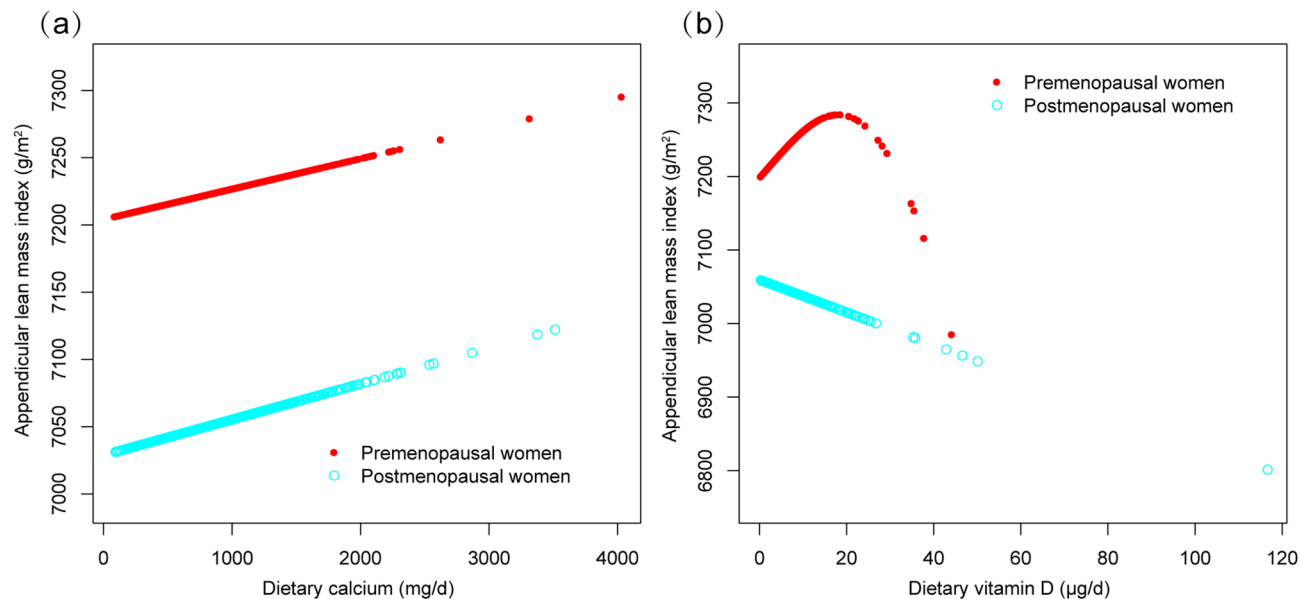 (a)
Appendicular lean mass index (g/m²)
7300
7250
7200
7150
7100
7050
7000
Premenopausal women
Postmenopausal women
0 1000 2000 3000 4000
Dietary calcium (mg/d)
(b)
Appendicular lean mass index (g/m²)
7300
7200
7100
7000
6900
6800
Premenopausal women
Postmenopausal women
0 20 40 60 80 100 120
Dietary vitamin D (µg/d)